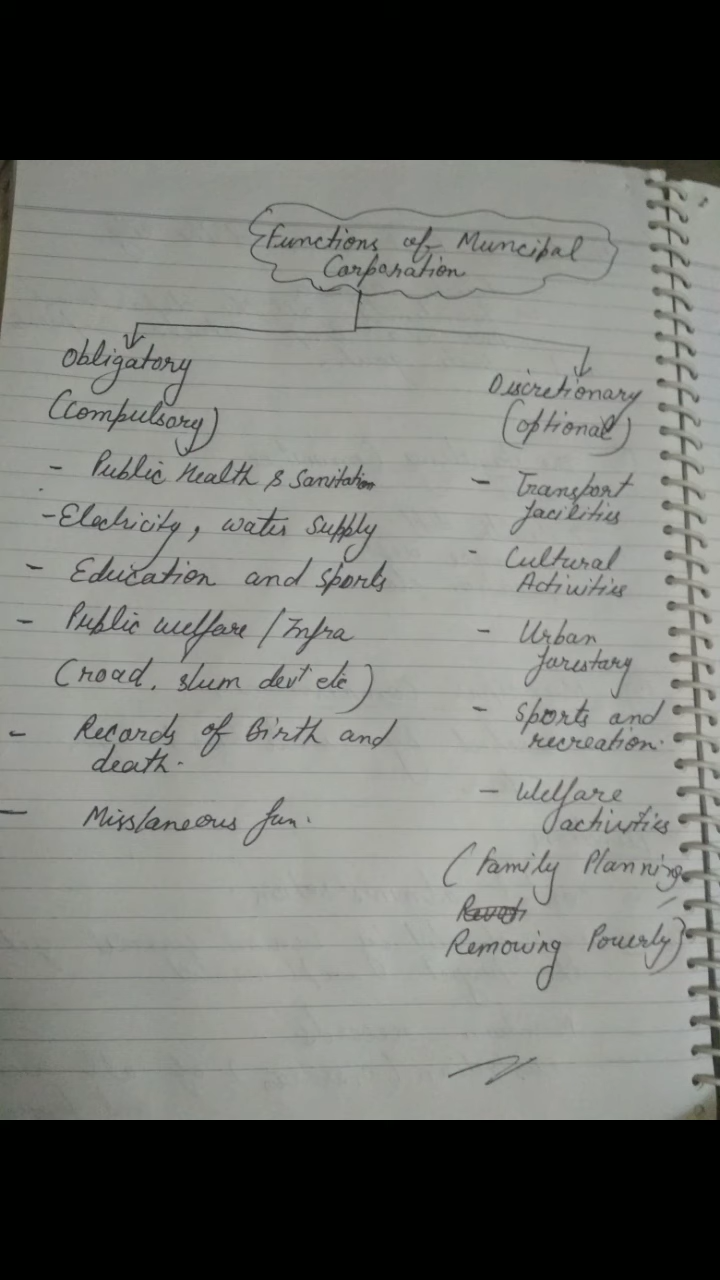 Functions of Muncipal
Corporation
Obligatory
(compulsory)
- Public Health & Sanitation
- Electricity, water supply
- Education and sports
- Public welfare / Infra
(road, slum devt etc)
- Records of Birth and
death.
- Misslaneous fun.
Discretionary
(optional)
- Transport
facilities
- Cultural
Activities
- Urban
forestary
- Sports and
recreation.
- Welfare
activities
(Family Planning
Removing Poverty)